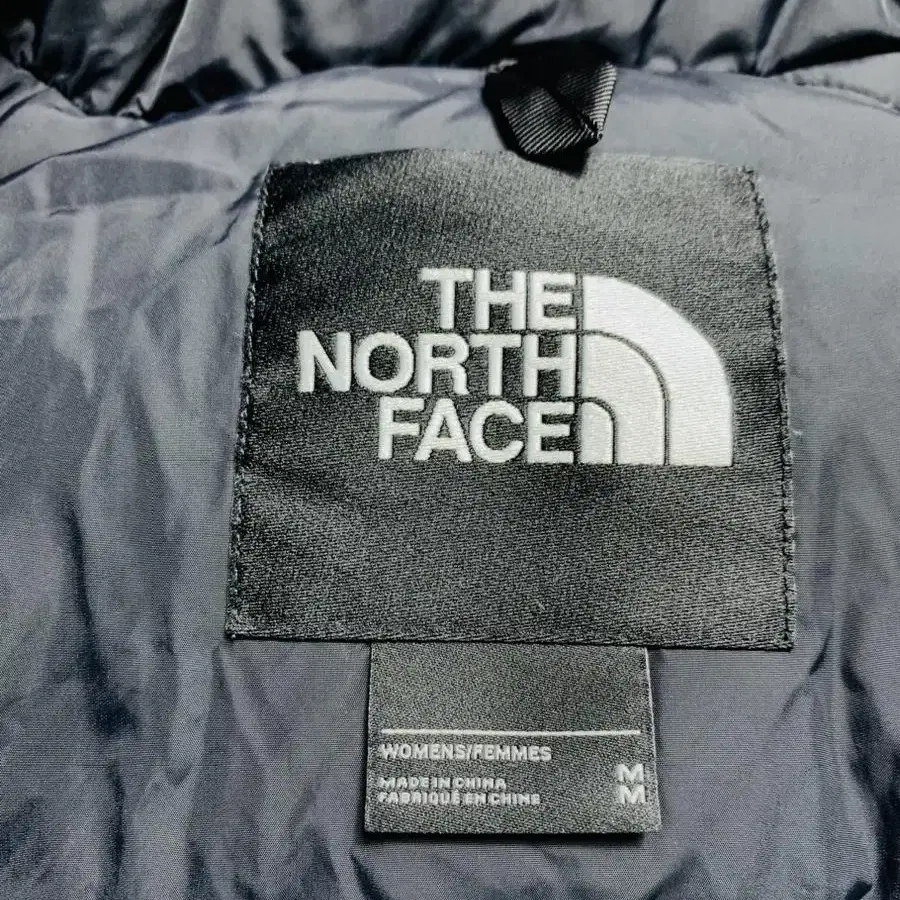 THE
NORTH
FACE
WOMENS/FEMMES
MADE IN CHINA
FABRIQUÉ EN CHINE
M
M